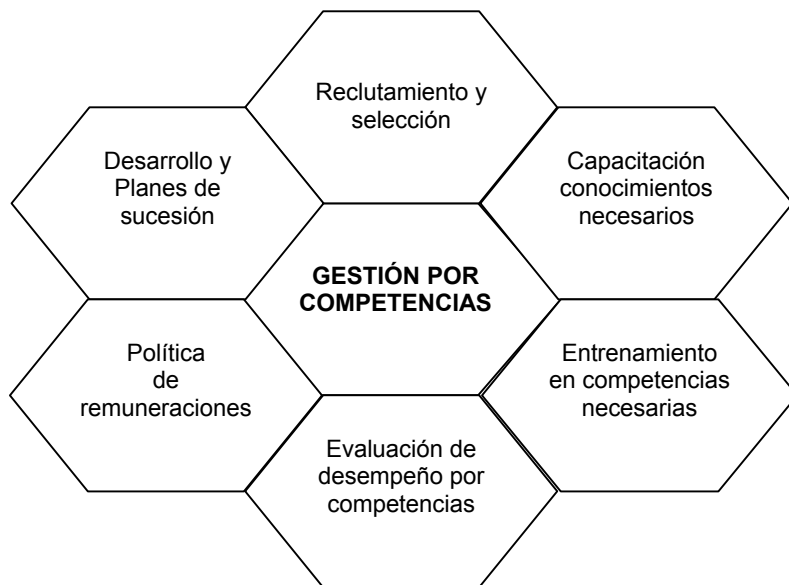 Reclutamiento y
selección
Desarrollo y
Planes de
sucesión
Capacitación
conocimientos
necesarios
GESTIÓN POR
COMPETENCIAS
Política
de
remuneraciones
Entrenamiento
en competencias
necesarias
Evaluación de
desempeño por
competencias